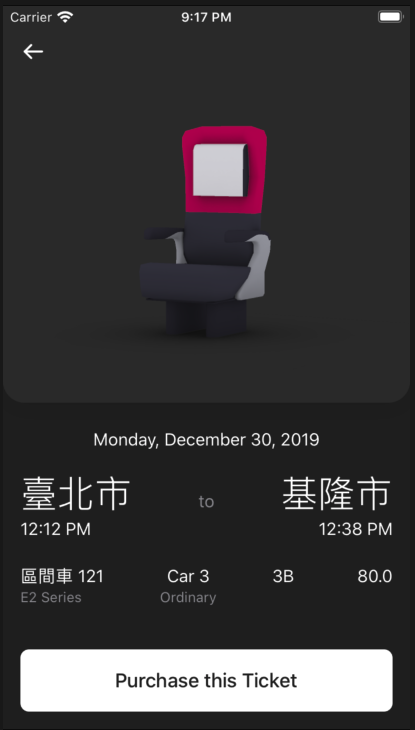 Carrier 9:17 PM
Monday, December 30, 2019
臺北市 to 基隆市
12:12 PM 12:38 PM
區間車 121 Car 3 3B 80.0
E2 Series Ordinary
Purchase this Ticket